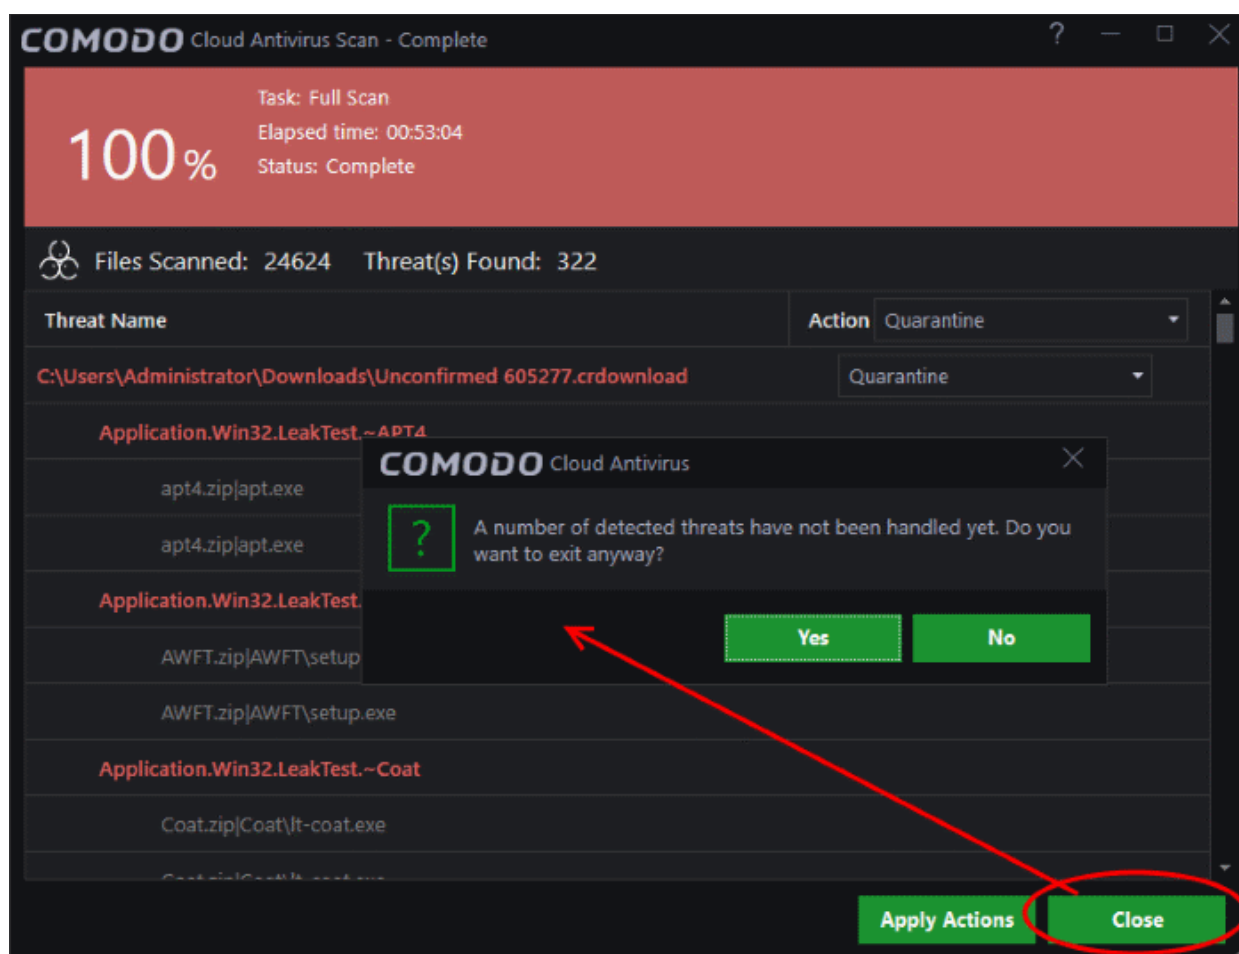 COMODO Cloud Antivirus Scan - Complete ?
Task: Full Scan
100 % Elapsed time: 00:53:04
Status: Complete
Files Scanned: 24624 Threat(s) Found: 322
Threat Name Action Quarantine
C:\Users\Administrator\Downloads\Unconfirmed 605277.crdownload Quarantine
Application.Win32.LeakTest.~APT4
COMODO Cloud Antivirus
apt4.zip|apt.exe
? A number of detected threats have not been handled yet. Do you
want to exit anyway?
apt4.zip|apt.exe
Application.Win32.LeakTest.
Yes No
AWFT.zip|AWFT\setup
AWFT.zip|AWFT\setup.exe
Application.Win32.LeakTest.~Coat
Coat.zip|Coat\lt-coat.exe
Apply Actions Close